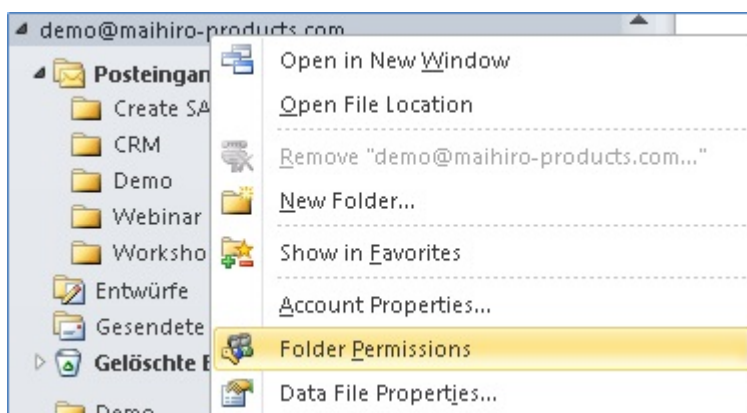 demo@maihiro-products.com
Posteingan
Create SA
CRM
Demo
Webinar
Worksho
Entwürfe
Gesendete
Gelöschte E
Demo
Open in New Window
Open File Location
Remove "demo@maihiro-products.com..."
New Folder...
Show in Favorites
Account Properties...
Folder Permissions
Data File Properties...